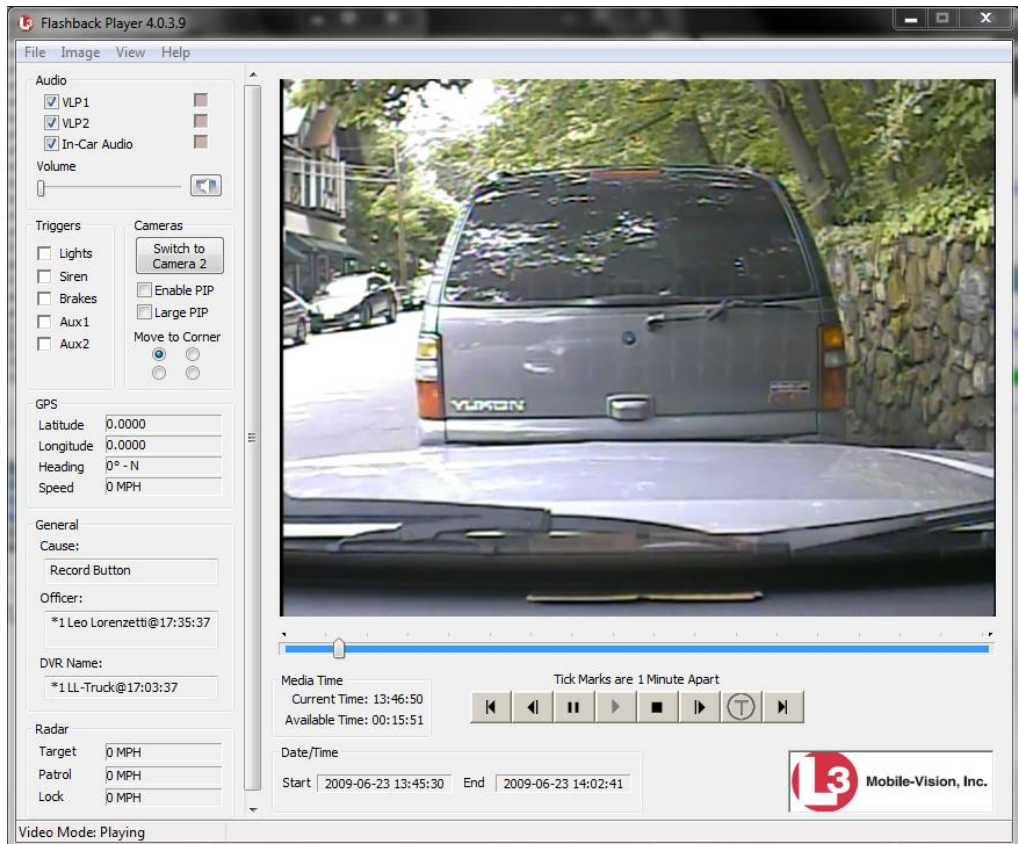 Flashback Player 4.0.3.9
File Image View Help
Audio
VLP1
VLP2
In-Car Audio
Volume
Triggers
Lights
Siren
Brakes
Aux1
Aux2
Cameras
Switch to
Camera 2
Enable PIP
Large PIP
Move to Corner
GPS
Latitude 0.0000
Longitude 0.0000
Heading 0° - N
Speed 0 MPH
General
Cause:
Record Button
Officer:
*1 Leo Lorenzetti@17:35:37
DVR Name:
*1 LL-Truck@17:03:37
Radar
Target 0 MPH
Patrol 0 MPH
Lock 0 MPH
Video Mode: Playing
YUKON
Tick Marks are 1 Minute Apart
Media Time
Current Time: 13:46:50
Available Time: 00:15:51
T
Date/Time
Start 2009-06-23 13:45:30 End 2009-06-23 14:02:41
L3 Mobile-Vision, Inc.